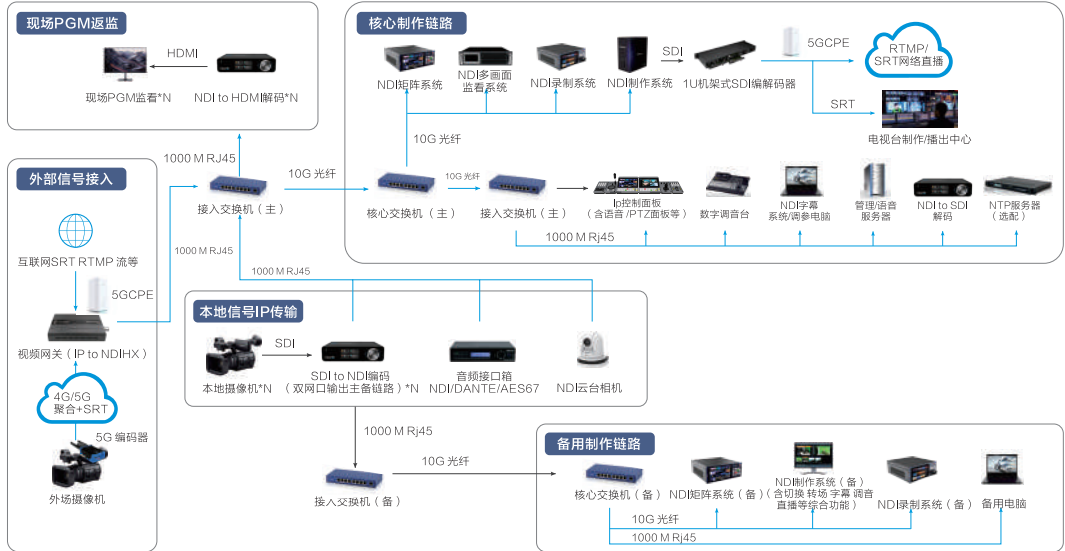 现场PGM返监
HDMI
现场PGM监看*N
NDI to HDMI解码*N
核心制作链路
NDI矩阵系统
NDI多画面
监看系统
NDI录制系统
NDI制作系统
SDI
1U机架式SDI编解码器
5GCPE
RTMP/
SRT网络直播
SRT
电视台制作/播出中心
10G 光纤
核心交换机（主）
10G 光纤
接入交换机（主）
Ip控制面板
（含语音 /PTZ面板等）
数字调音台
NDI字幕
系统/调参电脑
管理/语音
服务器
NDI to SDI
解码
NTP服务器
（选配）
1000 M Rj45
1000 M RJ45
接入交换机（主）
10G 光纤
外部信号接入
互联网SRT RTMP 流等
5GCPE
视频网关（ IP to NDIHX）
4G/5G
聚合+SRT
5G 编码器
外场摄像机
1000 M RJ45
1000 M RJ45
本地信号IP传输
本地摄像机*N
SDI
SDI to NDI编码
（双网口输出主备链路）*N
音频接口箱
NDI/DANTE/AES67
NDI云台相机
1000 M Rj45
接入交换机（备）
10G 光纤
备用制作链路
核心交换机（备）
NDI矩阵系统（备）
NDI制作系统（备）
（含切换 转场 字幕 调音
直播等综合功能）
NDI录制系统（备）
备用电脑
10G 光纤
1000 M Rj45